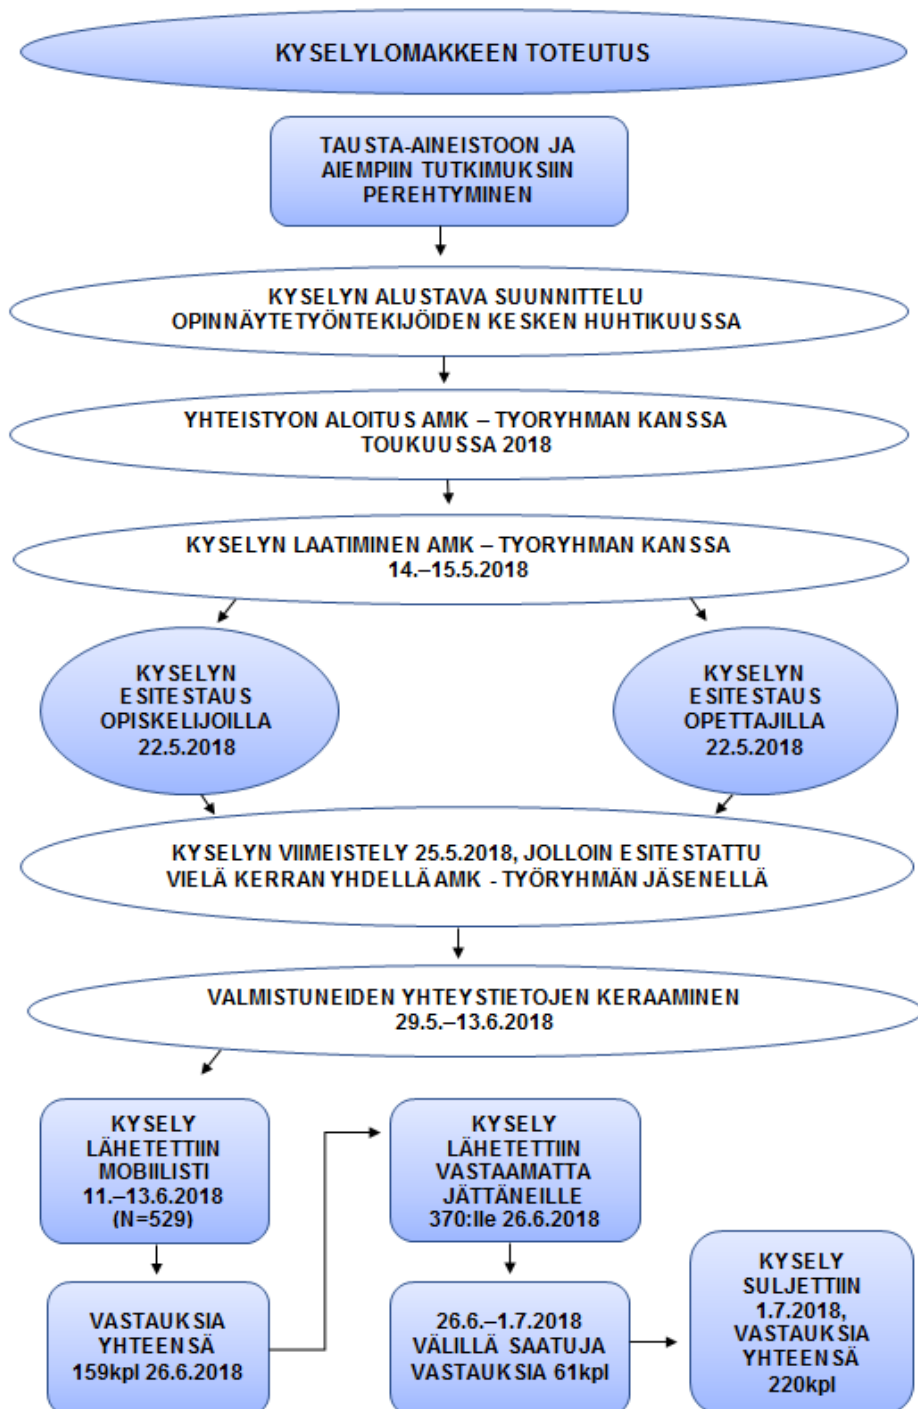 KYSELYLOMAKKEEN TOTEUTUS
TAUSTA-AINEISTOON JA
AIEMPIIN TUTKIMUKSIIN
PEREHTYMINEN
KYSELYN ALUSTAVA SUUNNITTELU
OPINNÄYTETYÖNTEKIJÖIDEN KESKEN HUHTIKUUSSA
YHTEISTYON ALOITUS AMK – TYORYHMAN KANSSA
TOUKUUSSA 2018
KYSELYN LAATIMINEN AMK – TYORYHMAN KANSSA
14.–15.5.2018
KYSELYN
ESITESTAUS
OPISKELIJOILLA
22.5.2018
KYSELYN
ESITESTAUS
OPETTAJILLA
22.5.2018
KYSELYN VIIMEISTELY 25.5.2018, JOLLOIN ESITESTATTU
VIELÄ KERRAN YHDELLÄ AMK - TYÖRYHMÄN JÄSENELLÄ
VALMISTUNEIDEN YHTEYSTIETOJEN KERAAMINEN
29.5.–13.6.2018
KYSELY
LÄHETETTIIN
MOBIILISTI
11.–13.6.2018
(N=529)
KYSELY
LÄHETETTIIN
VASTAAMATTA
JÄTTÄNEILLE
370:lle 26.6.2018
VASTAUKSIA
YHTEENSÄ
159kpl 26.6.2018
26.6.–1.7.2018
VÄLILLÄ SAATUJA
VASTAUKSIA 61kpl
KYSELY
SULJETTIIN
1.7.2018,
VASTAUKSIA
YHTEENSÄ
220kpl